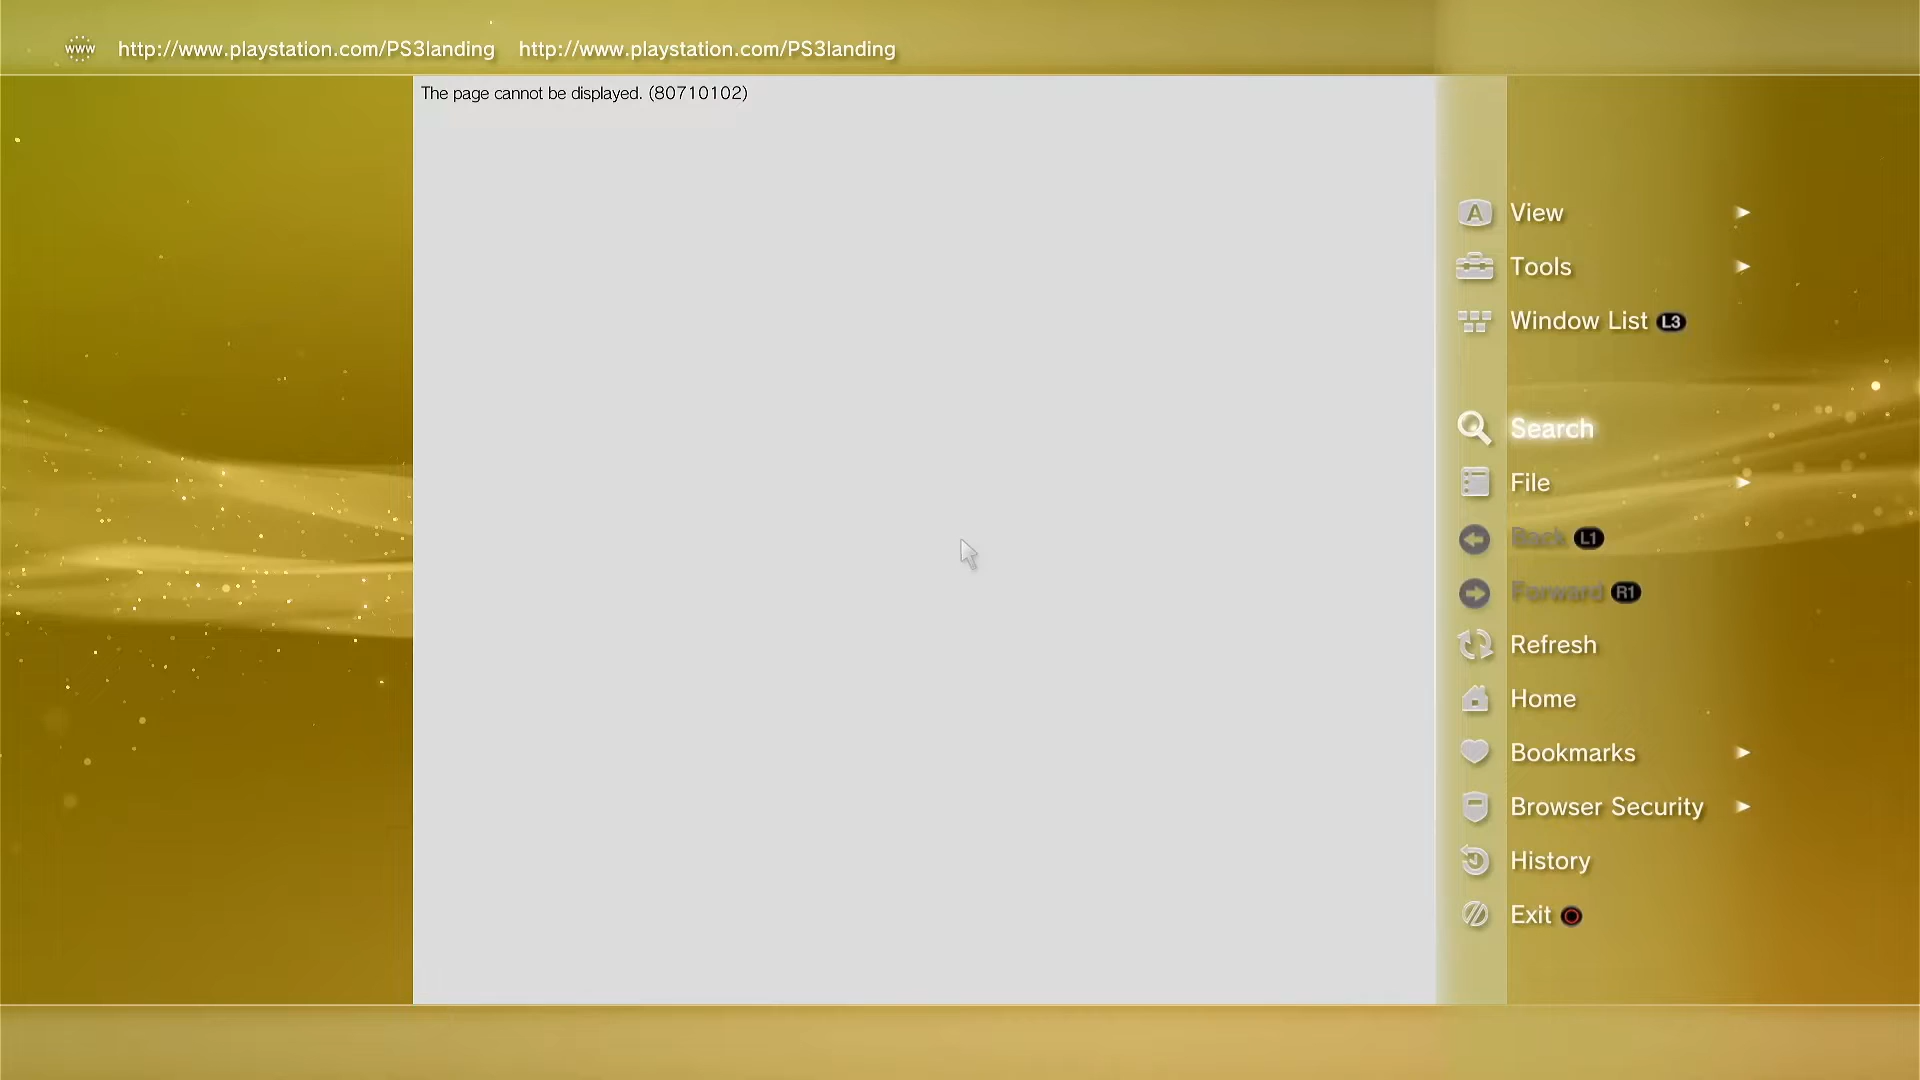 www http://www.playstation.com/PS3landing http://www.playstation.com/PS3landing
The page cannot be displayed. (80710102)
A View
Tools
Window List L3
Search
File
Back L1
Forward R1
Refresh
Home
Bookmarks
Browser Security
History
Exit